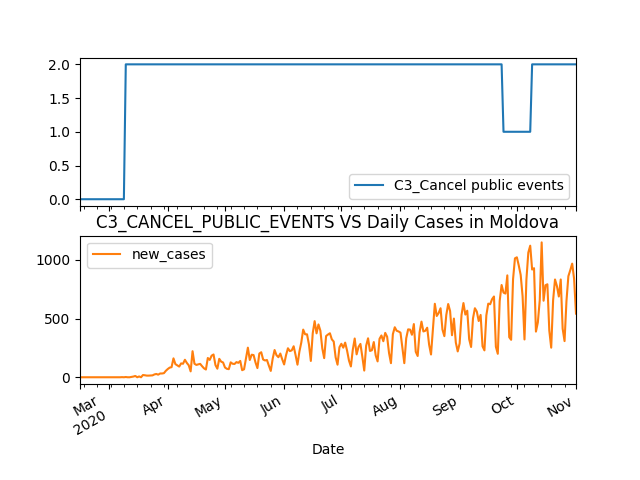 2.0
1.5
1.0
0.5
0.0
C3_Cancel public events
C3_CANCEL_PUBLIC_EVENTS VS Daily Cases in Moldova
new_cases
1000
500
0
Mar
2020
Apr
May
Jun
Jul
Aug
Sep
Oct
Nov
Date